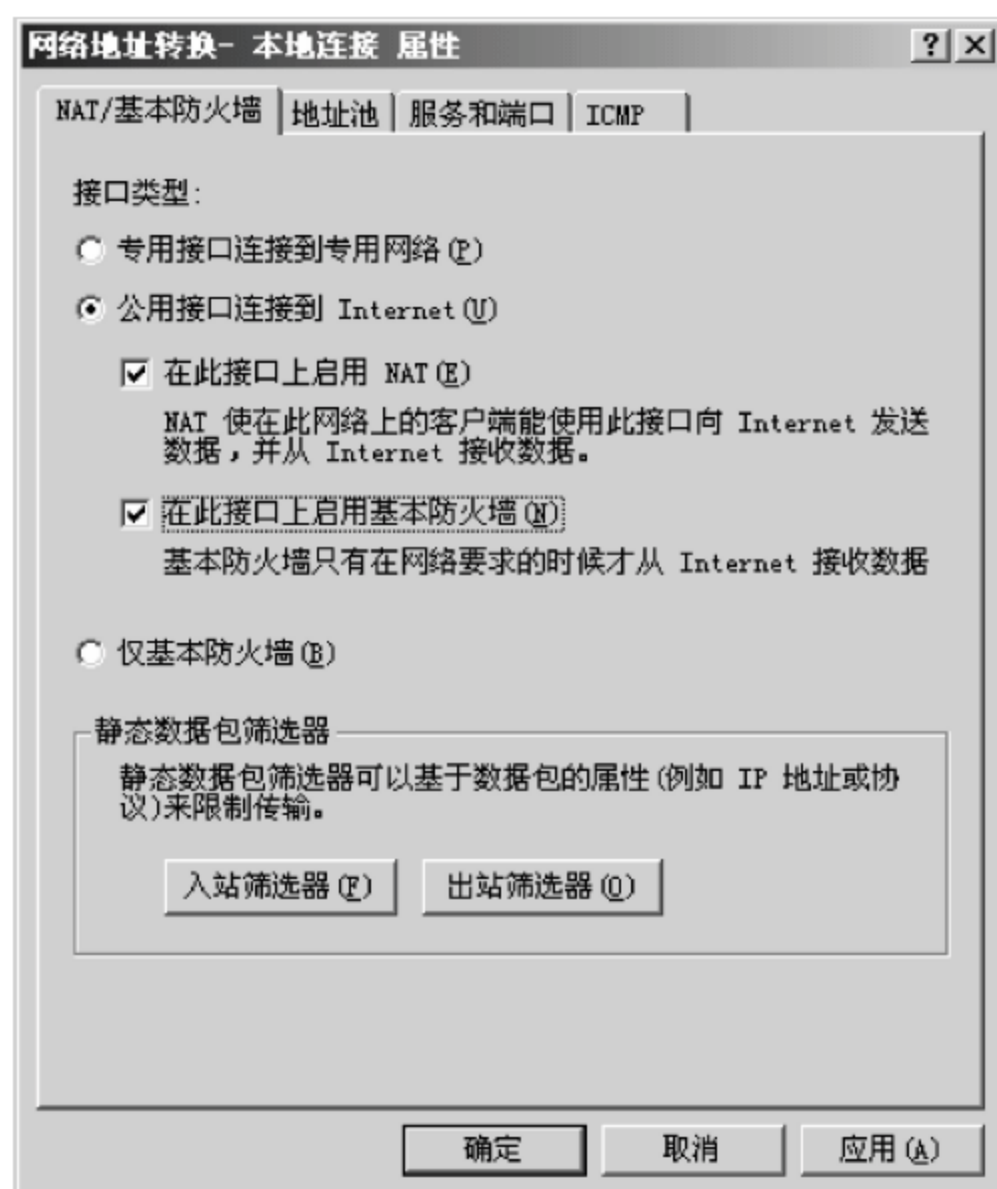 网络地址转换- 本地连接 属性
NAT/基本防火墙 地址池 服务和端口 ICMP
接口类型:
专用接口连接到专用网络(P)
公用接口连接到 Internet(U)
在此接口上启用 NAT(E)
NAT 使在此网络上的客户端能使用此接口向 Internet 发送
数据，并从 Internet 接收数据。
在此接口上启用基本防火墙(N)
基本防火墙只有在网络要求的时候才从 Internet 接收数据
仅基本防火墙(B)
静态数据包筛选器
静态数据包筛选器可以基于数据包的属性(例如 IP 地址或协
议)来限制传输。
入站筛选器(F) 出站筛选器(O)
确定 取消 应用(A)